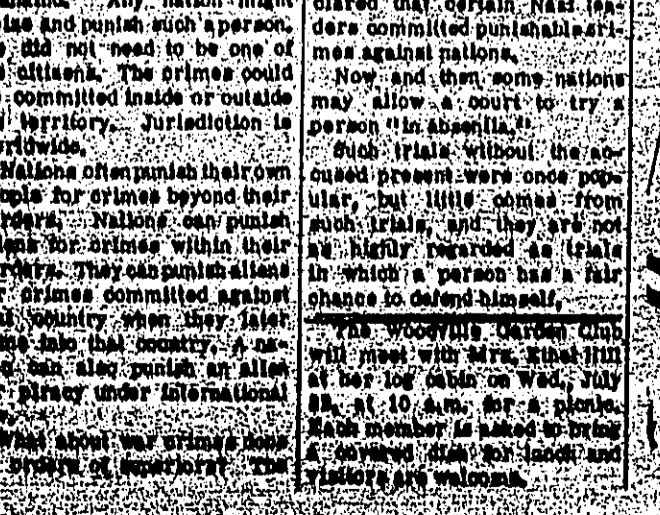 Any nation might
and punish such a person.
did not need to be one of
citizens. The crimes could
committed inside or outside
territory. Jurisdiction is
Nations often punish their own
for crimes beyond their
Nations can punish
for crimes within their
They can punish aliens
crimes committed against
country when they later
into that country. A na-
can also punish an alien
piracy under international
What about war crimes done
orders of superiors? The
clared that certain Nazi lea-
ders committed punishable cri-
mes against nations.
Now and then some nations
may allow a court to try a
person "in absentia."
Such trials without the ac-
cused present were once pop-
ular, but little comes from
such trials, and they are not
as highly regarded as trials
in which a person has a fair
chance to defend himself.
The Woodville Garden Club
will meet with Mrs. Ethel Hill
at her log cabin on Wed., July
at 10 a.m. for a picnic.
Each member is asked to bring
a covered dish for lunch and
visitors are welcome.